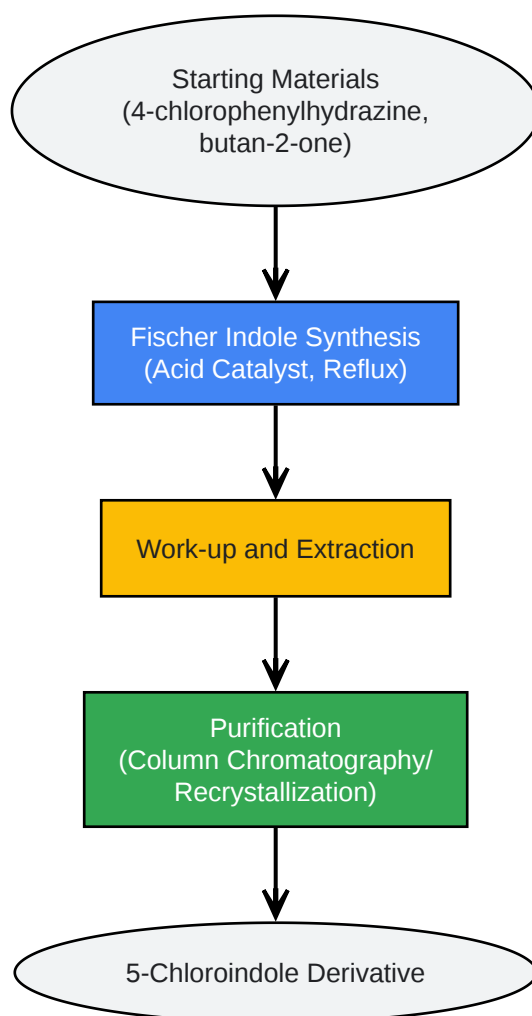 Starting Materials
(4-chlorophenylhydrazine,
butan-2-one)
Fischer Indole Synthesis
(Acid Catalyst, Reflux)
Work-up and Extraction
Purification
(Column Chromatography/
Recrystallization)
5-Chloroindole Derivative